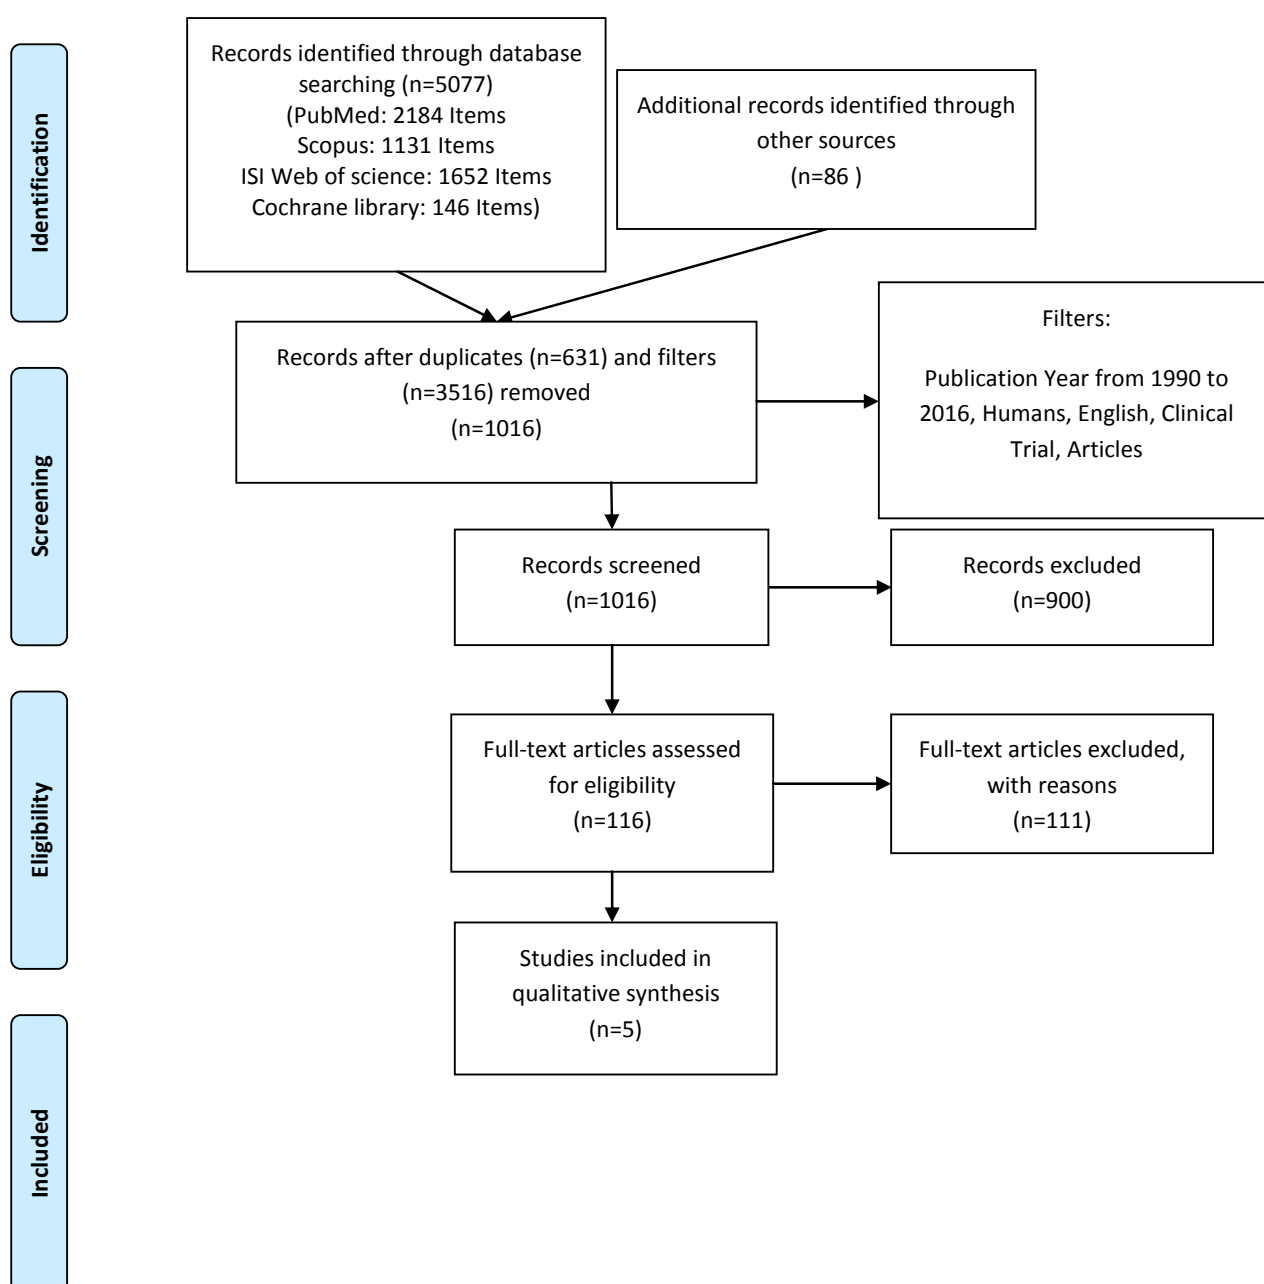 Identification
Records identified through database
searching (n=5077)
(PubMed: 2184 Items
Scopus: 1131 Items
ISI Web of science: 1652 Items
Cochrane library: 146 Items)
Additional records identified through
other sources
(n=86 )
Records after duplicates (n=631) and filters
(n=3516) removed
(n=1016)
Filters:
Publication Year from 1990 to
2016, Humans, English, Clinical
Trial, Articles
Screening
Records screened
(n=1016)
Records excluded
(n=900)
Eligibility
Full-text articles assessed
for eligibility
(n=116)
Full-text articles excluded,
with reasons
(n=111)
Studies included in
qualitative synthesis
(n=5)
Included